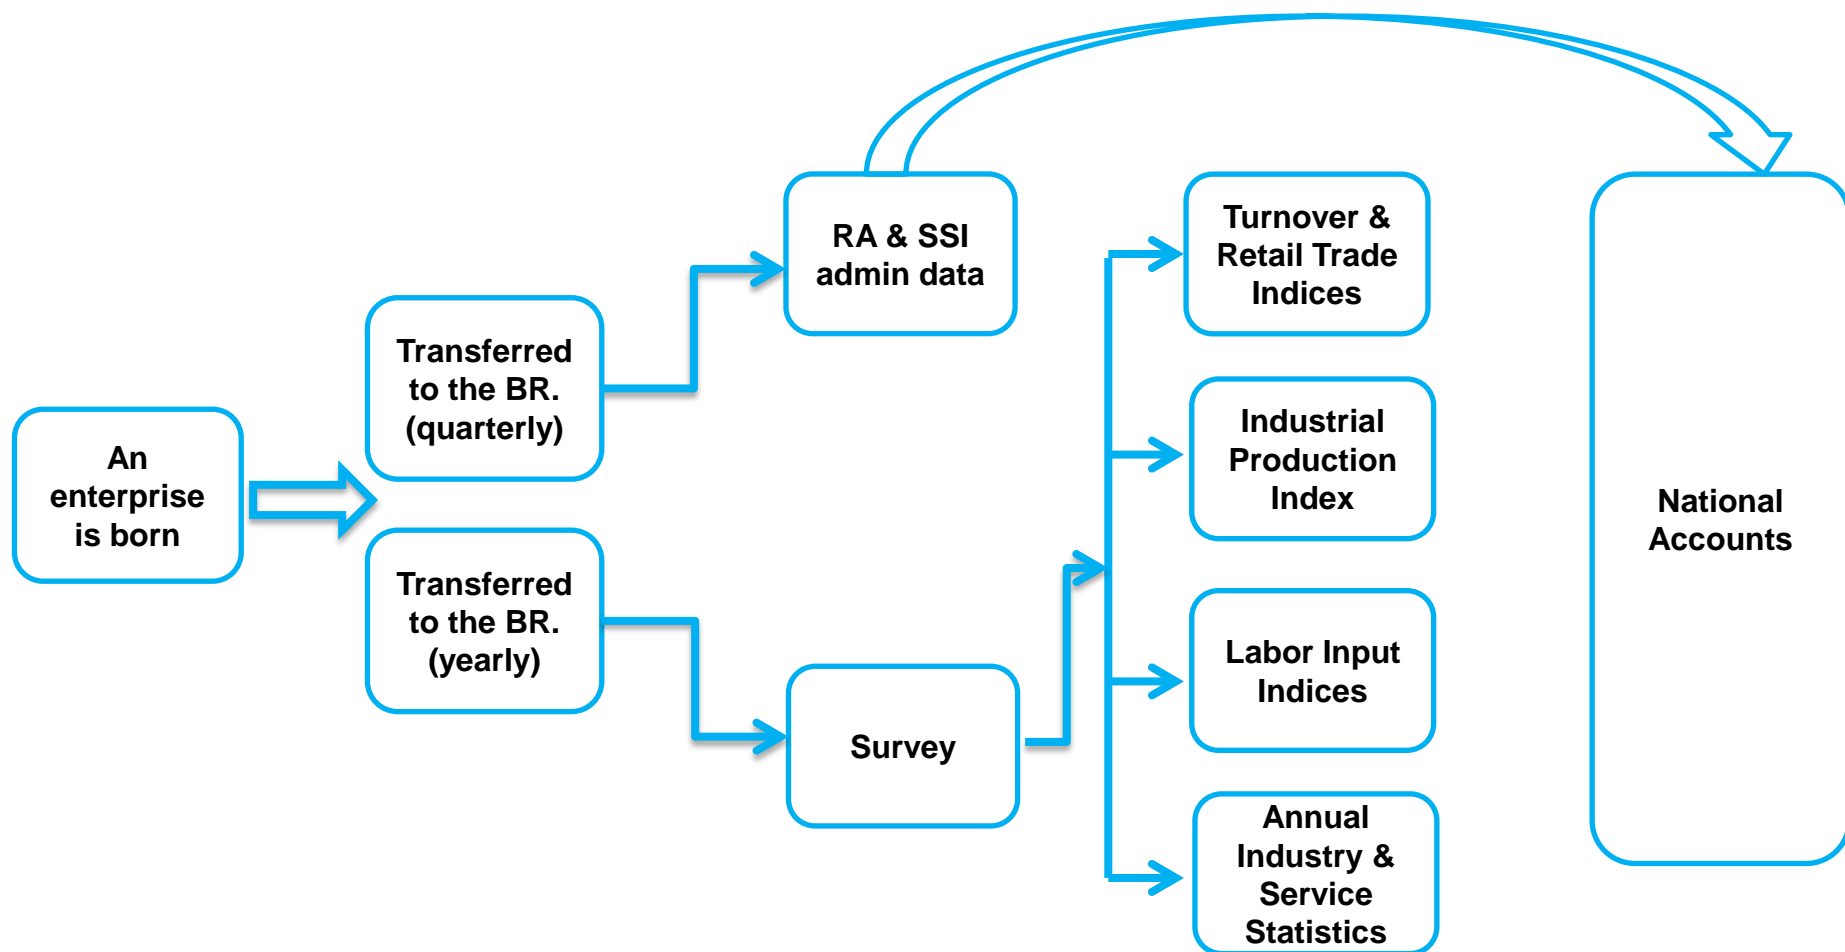 An
enterprise
is born
Transferred
to the BR.
(quarterly)
Transferred
to the BR.
(yearly)
RA & SSI
admin data
Survey
Turnover &
Retail Trade
Indices
Industrial
Production
Index
Labor Input
Indices
Annual
Industry &
Service
Statistics
National
Accounts